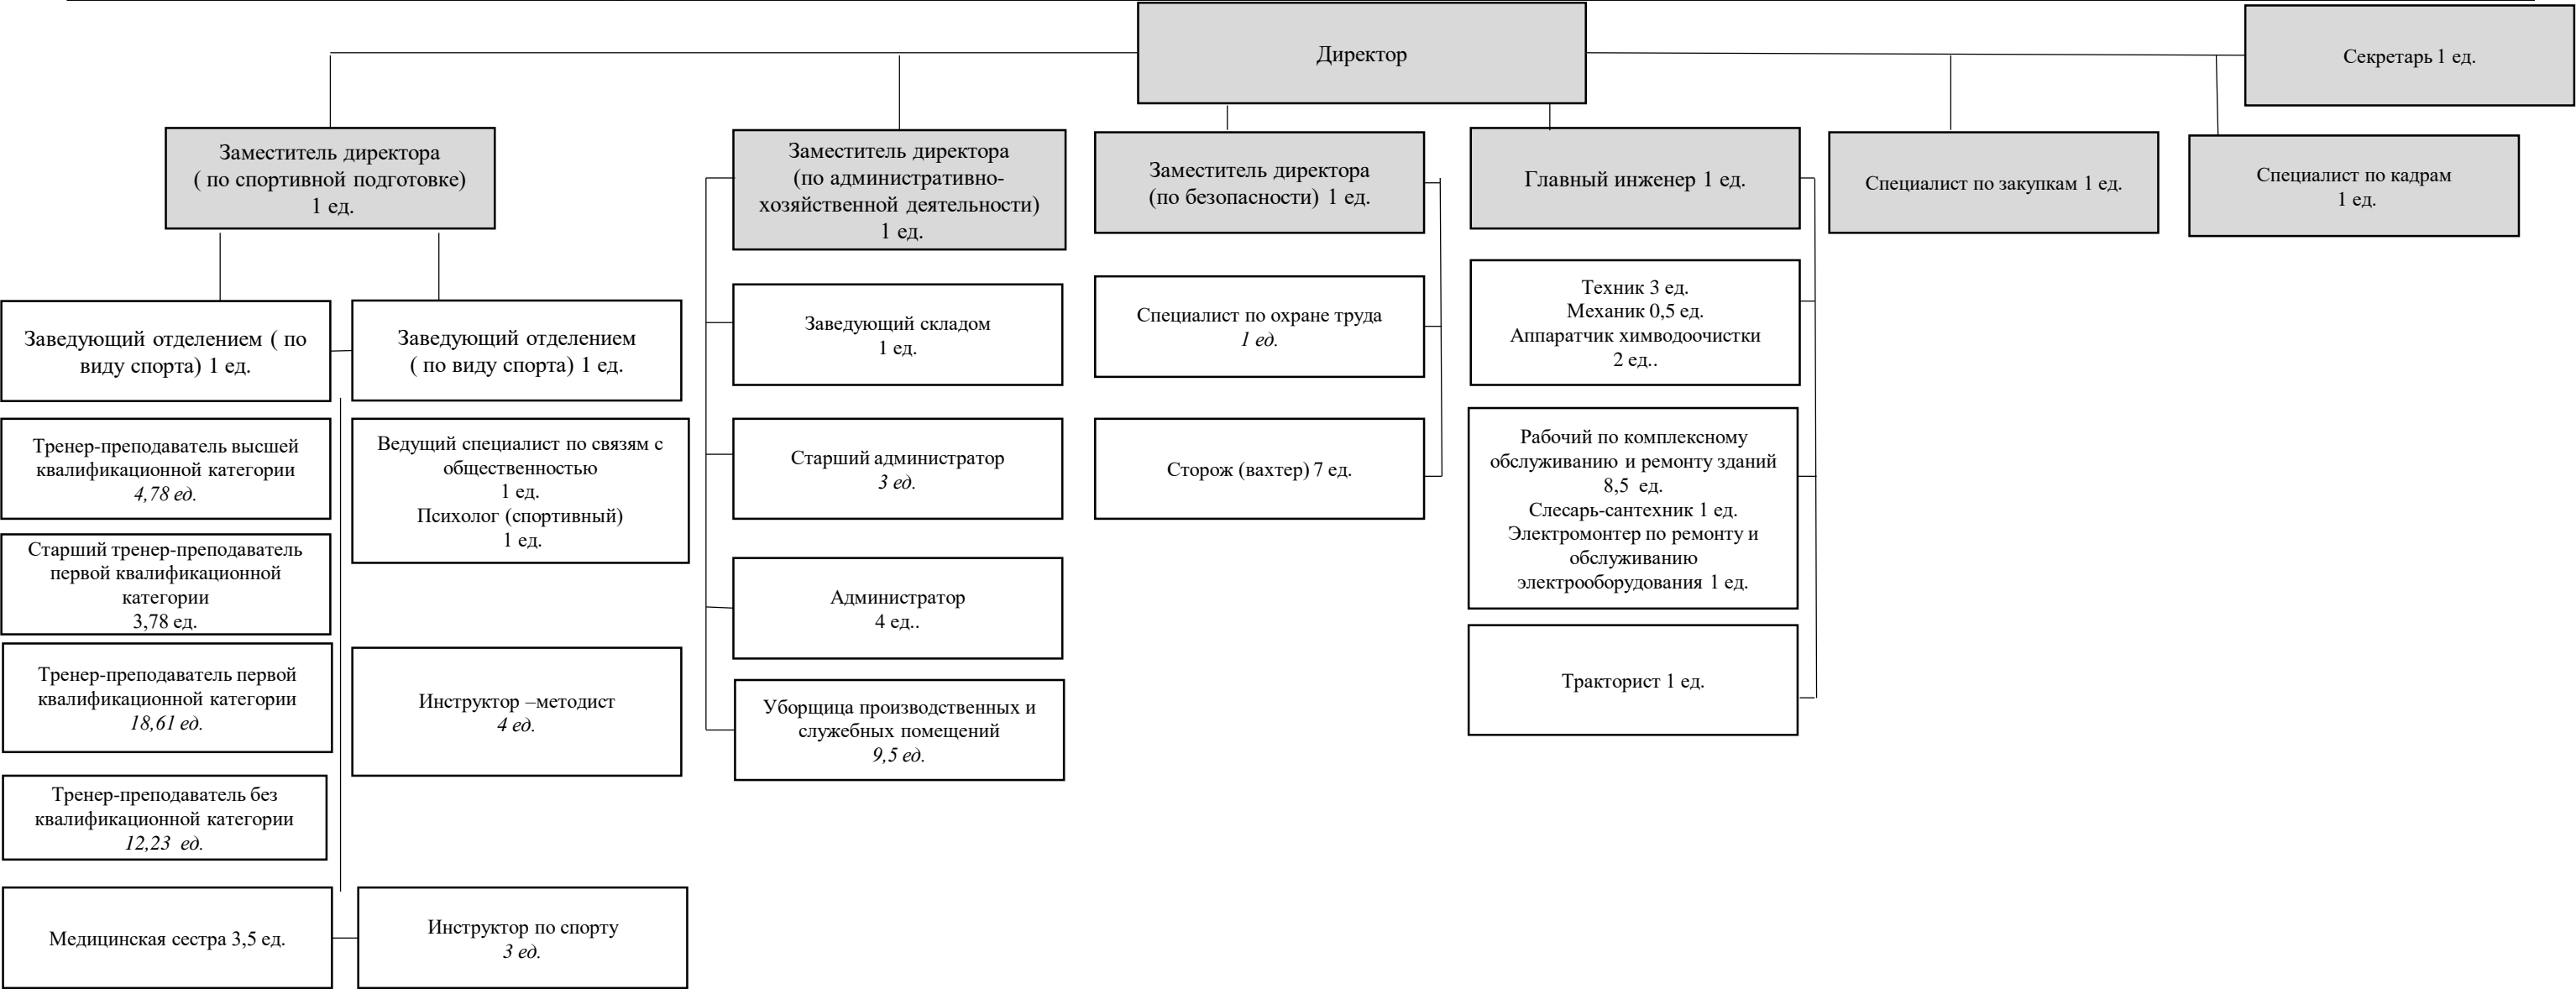 Директор
Секретарь 1 ед.
Заместитель директора
( по спортивной подготовке)
1 ед.
Заместитель директора
(по административно-
хозяйственной деятельности)
1 ед.
Заместитель директора
(по безопасности) 1 ед.
Главный инженер 1 ед.
Специалист по закупкам 1 ед.
Специалист по кадрам
1 ед.
Заведующий отделением ( по
виду спорта) 1 ед.
Заведующий отделением
( по виду спорта) 1 ед.
Тренер-преподаватель высшей
квалификационной категории
4,78 ед.
Старший тренер-преподаватель
первой квалификационной
категории
3,78 ед.
Тренер-преподаватель первой
квалификационной категории
18,61 ед.
Тренер-преподаватель без
квалификационной категории
12,23 ед.
Медицинская сестра 3,5 ед.
Ведущий специалист по связям с
общественностью
1 ед.
Психолог (спортивный)
1 ед.
Инструктор –методист
4 ед.
Инструктор по спорту
3 ед.
Заведующий складом
1 ед.
Старший администратор
3 ед.
Администратор
4 ед..
Уборщица производственных и
служебных помещений
9,5 ед.
Специалист по охране труда
1 ед.
Сторож (вахтер) 7 ед.
Техник 3 ед.
Механик 0,5 ед.
Аппаратчик химводоочистки
2 ед..
Рабочий по комплексному
обслуживанию и ремонту зданий
8,5 ед.
Слесарь-сантехник 1 ед.
Электромонтер по ремонту и
обслуживанию
электрооборудования 1 ед.
Тракторист 1 ед.